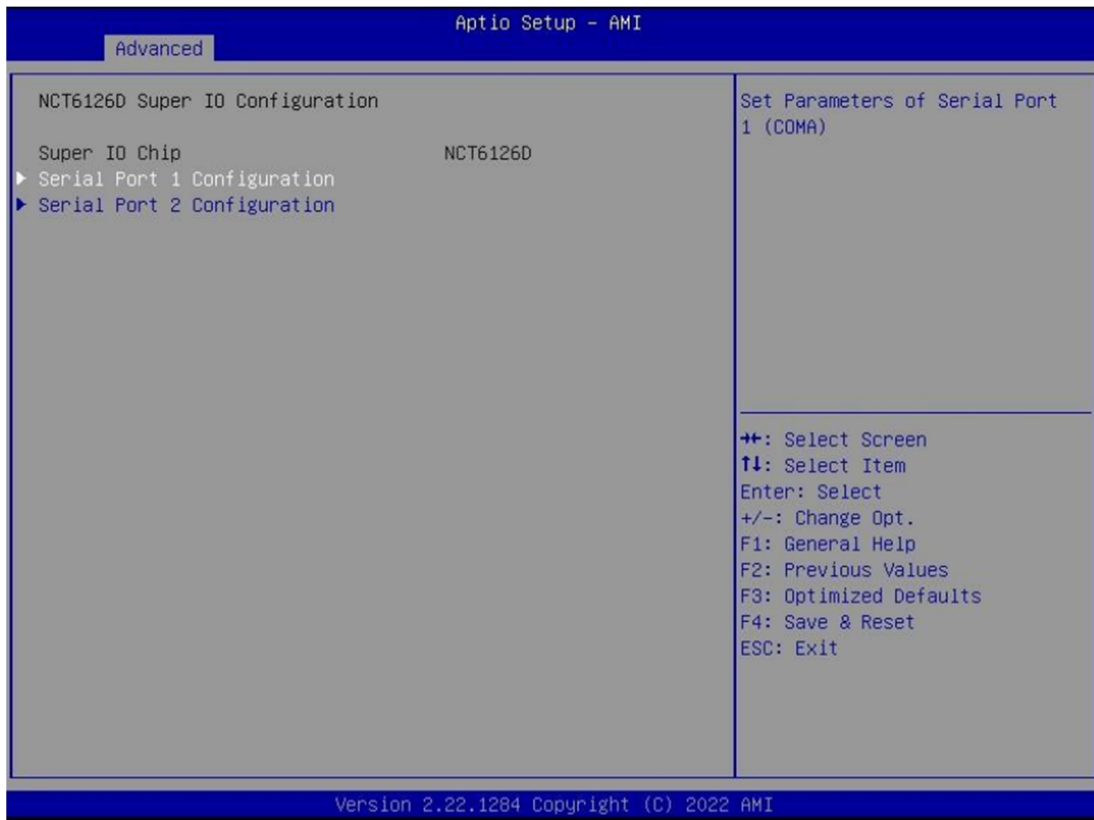 Aptio Setup - AMI
Advanced
NCT6126D Super IO Configuration
Super IO Chip NCT6126D
Serial Port 1 Configuration
Serial Port 2 Configuration
Set Parameters of Serial Port
1 (COMA)
→←: Select Screen
↑↓: Select Item
Enter: Select
+/-: Change Opt.
F1: General Help
F2: Previous Values
F3: Optimized Defaults
F4: Save & Reset
ESC: Exit
Version 2.22.1284 Copyright (C) 2022 AMI